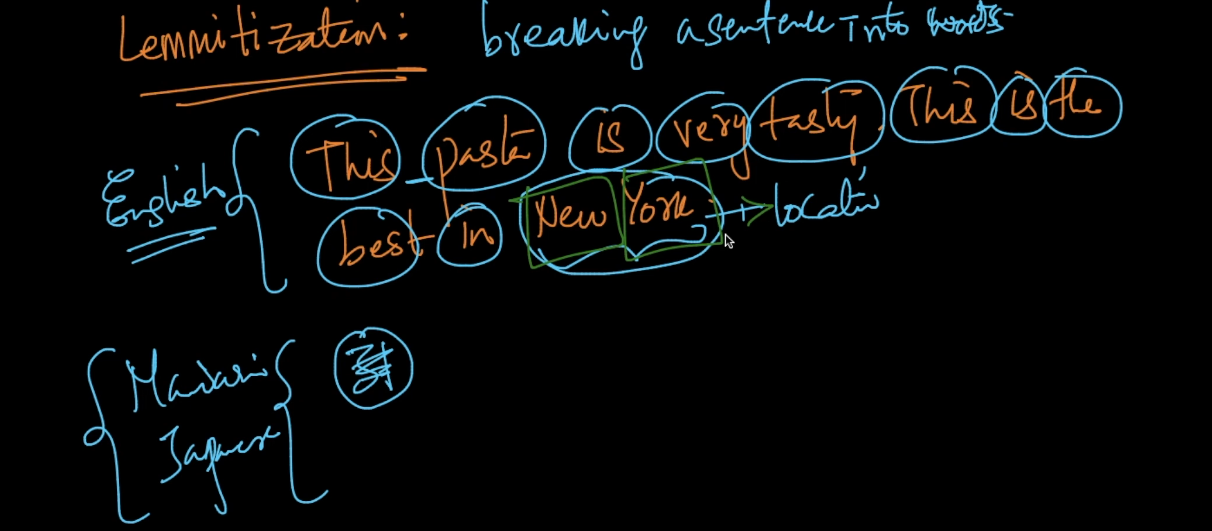 Lemmitization: breaking a sentence into words
English { This pasta is very tasty. This is the
best in New York → locatin
{ Mandarin {
Japanese